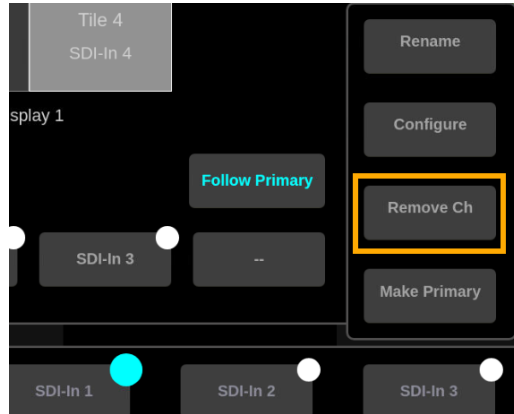 Tile 4
SDI-In 4
splay 1
Follow Primary
SDI-In 3
--
Rename
Configure
Remove Ch
Make Primary
SDI-In 1
SDI-In 2
SDI-In 3